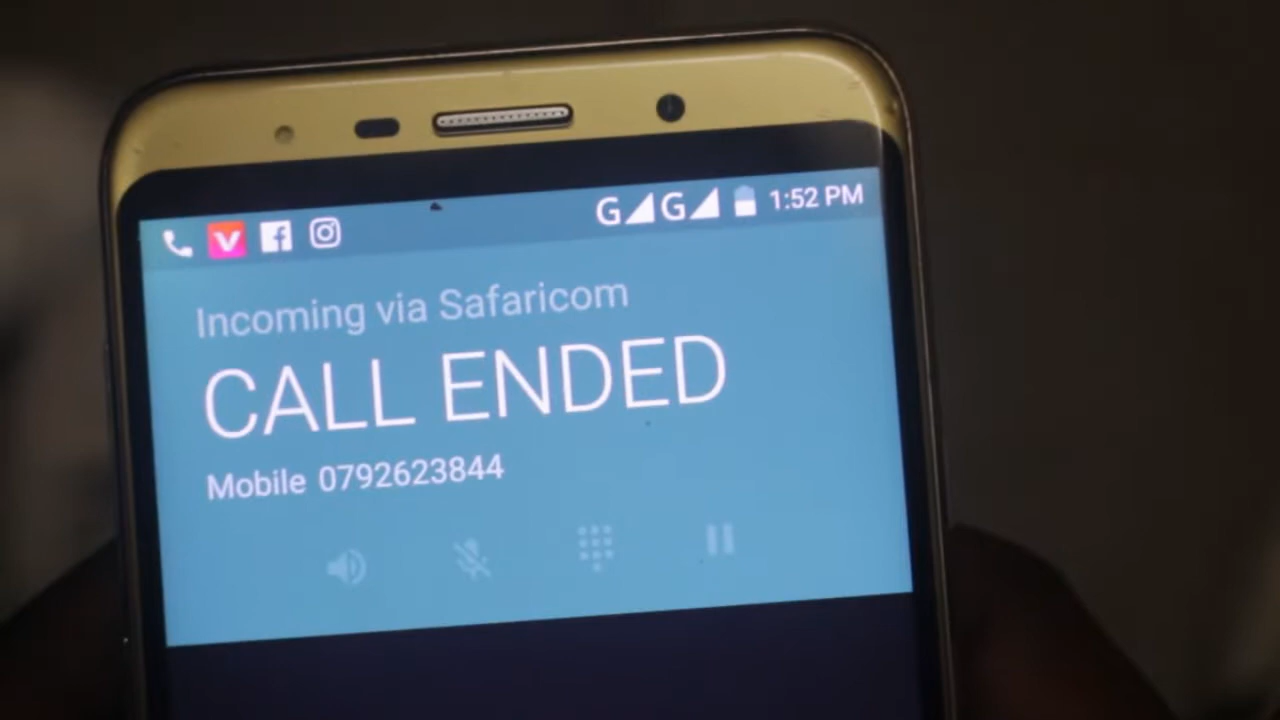 G G 1:52 PM
Incoming via Safaricom
CALL ENDED
Mobile 0792623844